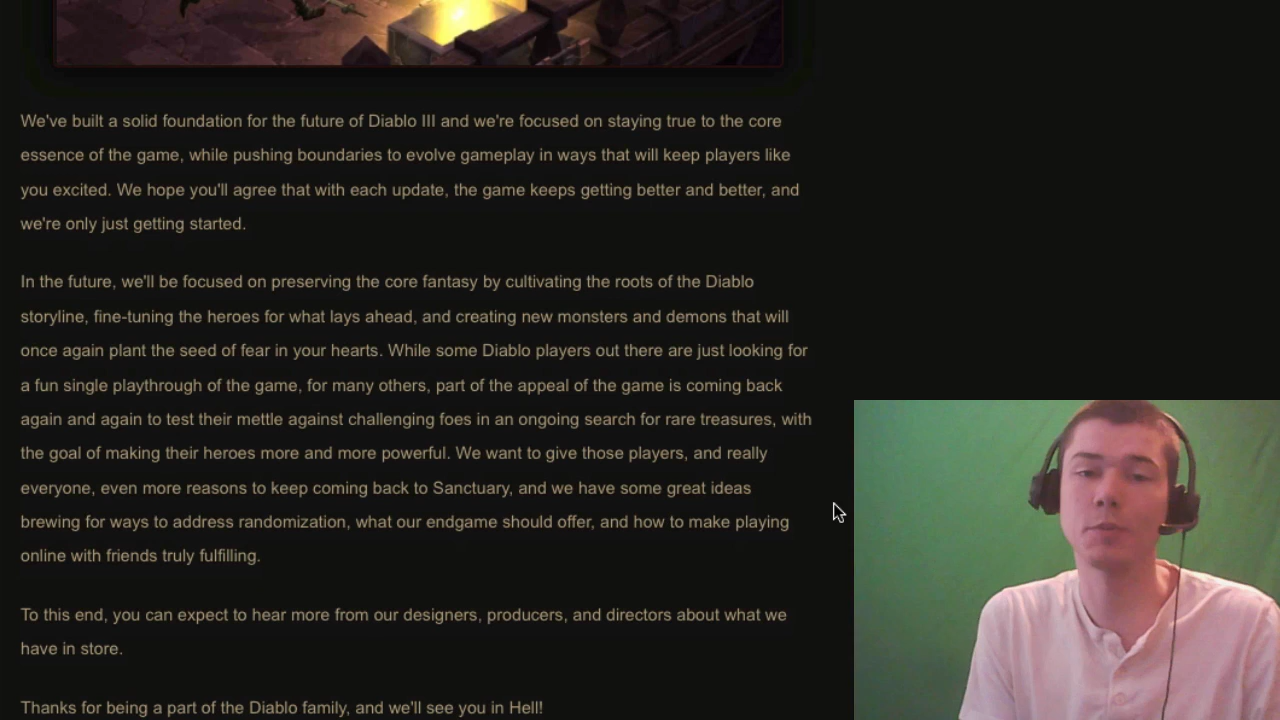 We've built a solid foundation for the future of Diablo III and we're focused on staying true to the core
essence of the game, while pushing boundaries to evolve gameplay in ways that will keep players like
you excited. We hope you'll agree that with each update, the game keeps getting better and better, and
we're only just getting started.
In the future, we'll be focused on preserving the core fantasy by cultivating the roots of the Diablo
storyline, fine-tuning the heroes for what lays ahead, and creating new monsters and demons that will
once again plant the seed of fear in your hearts. While some Diablo players out there are just looking for
a fun single playthrough of the game, for many others, part of the appeal of the game is coming back
again and again to test their mettle against challenging foes in an ongoing search for rare treasures, with
the goal of making their heroes more and more powerful. We want to give those players, and really
everyone, even more reasons to keep coming back to Sanctuary, and we have some great ideas
brewing for ways to address randomization, what our endgame should offer, and how to make playing
online with friends truly fulfilling.
To this end, you can expect to hear more from our designers, producers, and directors about what we
have in store.
Thanks for being a part of the Diablo family, and we'll see you in Hell!